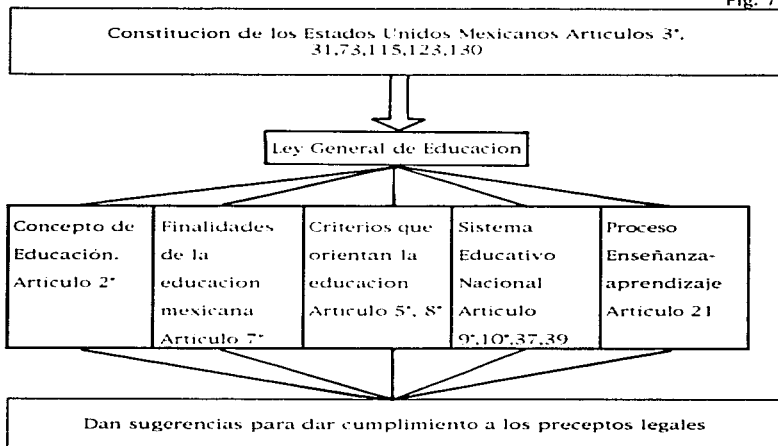 Fig. 7
Constitucion de los Estados Unidos Mexicanos Articulos 3°,
31,73,115,123,130
Ley General de Educacion
Concepto de
Educación.
Articulo 2°
Finalidades
de la
educacion
mexicana
Articulo 7°
Criterios que
orientan la
educacion
Articulo 5°, 8°
Sistema
Educativo
Nacional
Articulo
9°,10°,37,39
Proceso
Enseñanza-
aprendizaje
Articulo 21
Dan sugerencias para dar cumplimiento a los preceptos legales